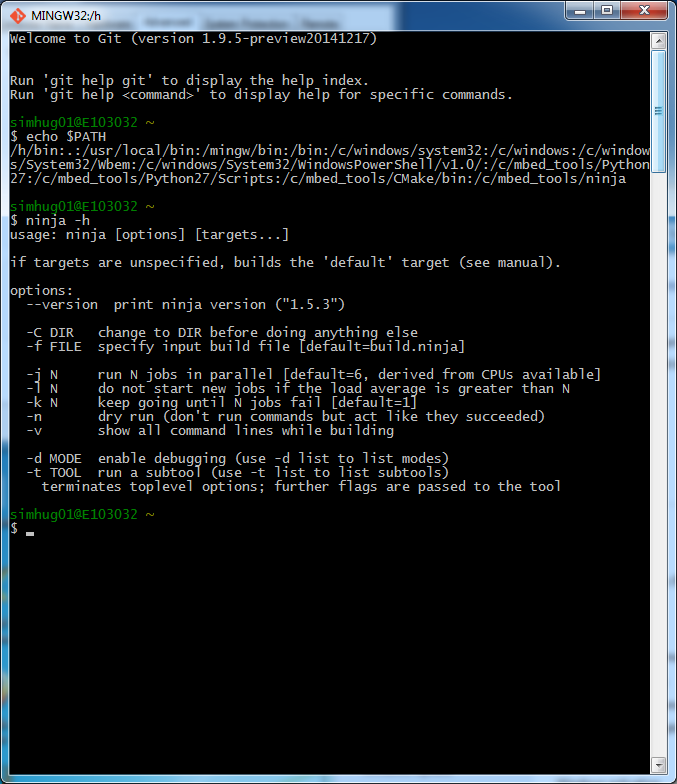 MINGW32:/h
Welcome to Git (version 1.9.5-preview20141217)
Run 'git help git' to display the help index.
Run 'git help <command>' to display help for specific commands.
simhug01@E103032 ~
$ echo $PATH
/h/bin:.:/usr/local/bin:/mingw/bin:/bin:/c/windows/system32:/c/windows:/c/window
s/System32/Wbem:/c/windows/System32/WindowsPowerShell/v1.0/:/c/mbed_tools/Python
27:/c/mbed_tools/Python27/Scripts:/c/mbed_tools/CMake/bin:/c/mbed_tools/ninja
simhug01@E103032 ~
$ ninja -h
usage: ninja [options] [targets...]
if targets are unspecified, builds the 'default' target (see manual).
options:
  --version  print ninja version ("1.5.3")
  -C DIR   change to DIR before doing anything else
  -f FILE  specify input build file [default=build.ninja]
  -j N     run N jobs in parallel [default=6, derived from CPUs available]
  -l N     do not start new jobs if the load average is greater than N
  -k N     keep going until N jobs fail [default=1]
  -n       dry run (don't run commands but act like they succeeded)
  -v       show all command lines while building
  -d MODE  enable debugging (use -d list to list modes)
  -t TOOL  run a subtool (use -t list to list subtools)
    terminates toplevel options; further flags are passed to the tool
simhug01@E103032 ~
$